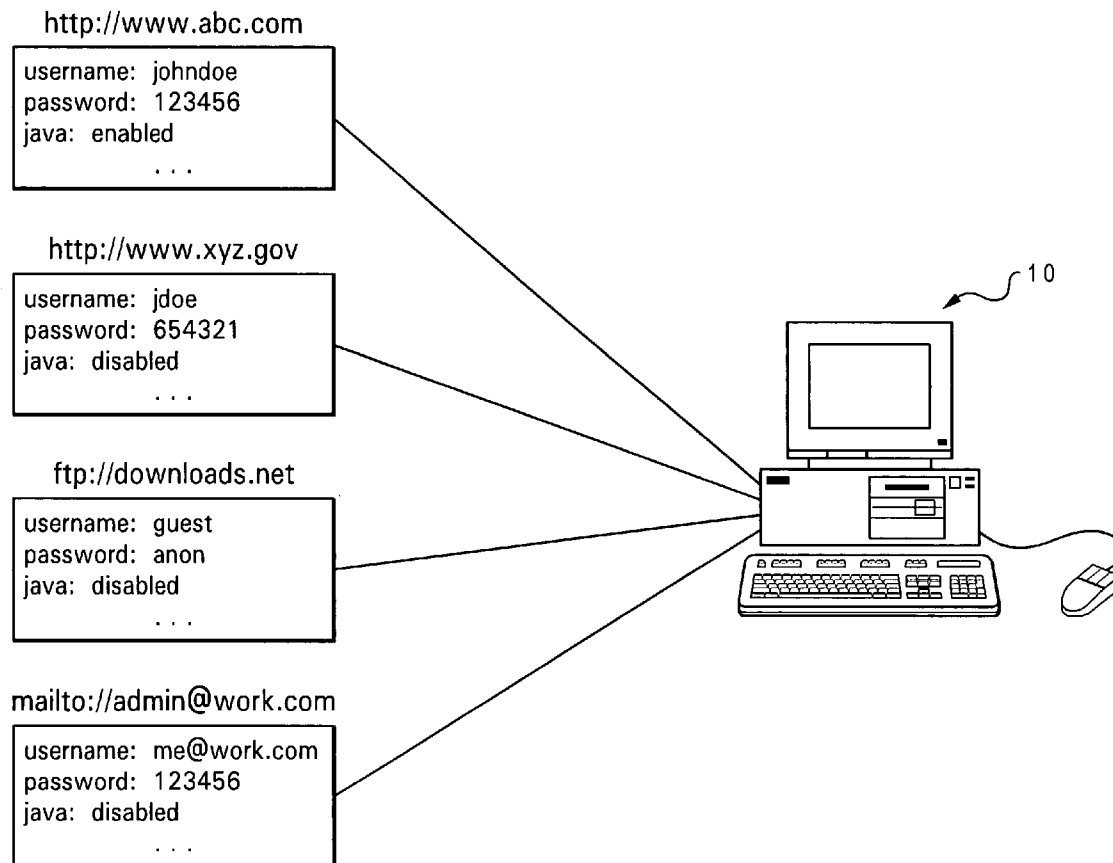 http://www.abc.com
username: johndoe
password: 123456
java: enabled
. . .
http://www.xyz.gov
username: jdoe
password: 654321
java: disabled
. . .
ftp://downloads.net
username: guest
password: anon
java: disabled
. . .
mailto://admin@work.com
username: me@work.com
password: 123456
java: disabled
. . .
10